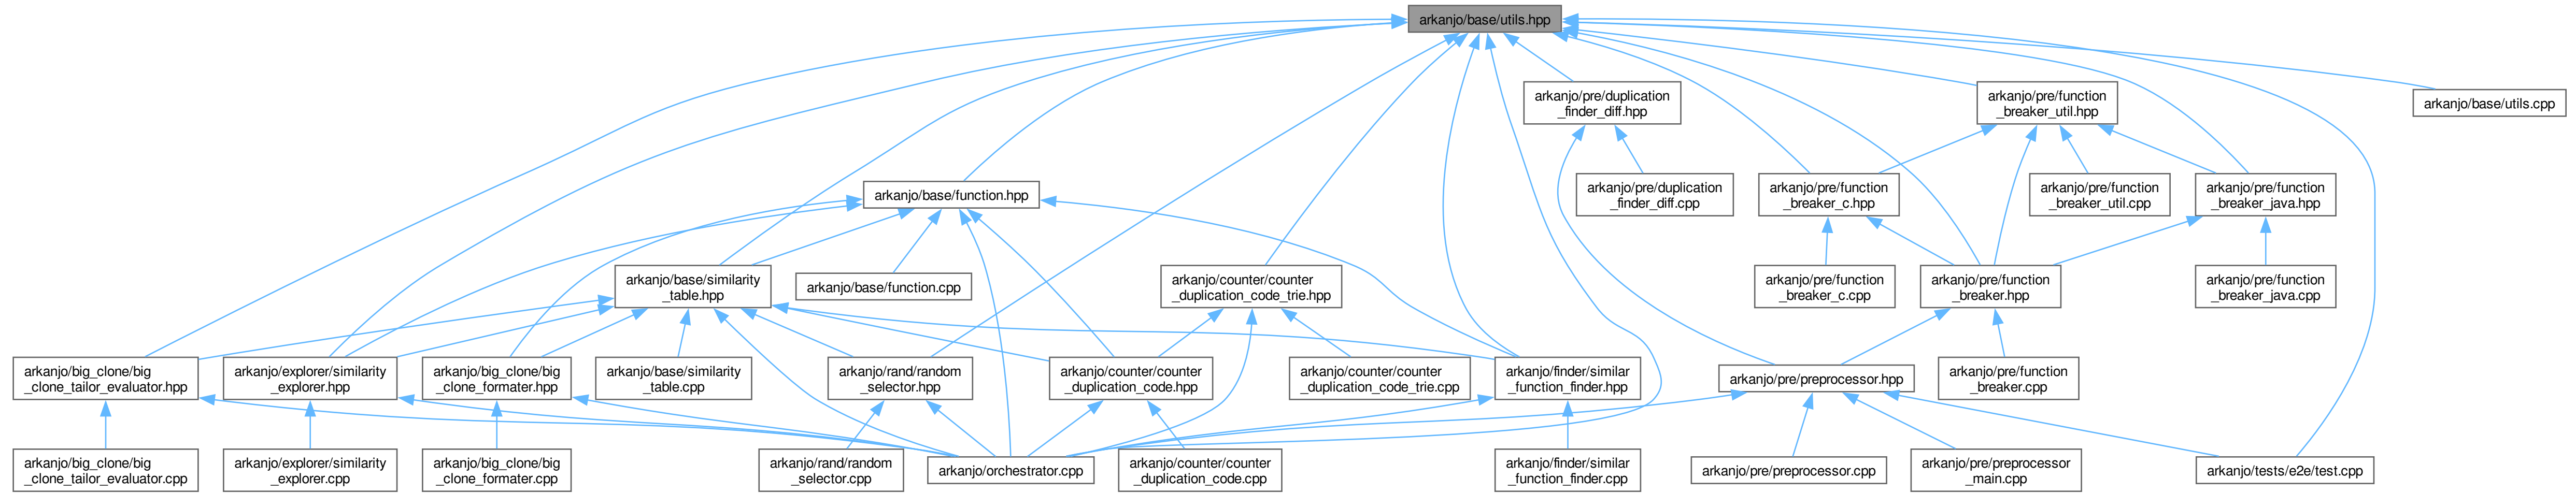 arkanjo/base/utils.hpp
arkanjo/pre/duplication
_finder_diff.hpp
arkanjo/pre/function
_breaker_util.hpp
arkanjo/base/utils.cpp
arkanjo/base/function.hpp
arkanjo/pre/duplication
_finder_diff.cpp
arkanjo/pre/function
_breaker_c.hpp
arkanjo/pre/function
_breaker_util.cpp
arkanjo/pre/function
_breaker_java.hpp
arkanjo/base/similarity
_table.hpp
arkanjo/base/function.cpp
arkanjo/counter/counter
_duplication_code_trie.hpp
arkanjo/pre/function
_breaker_c.cpp
arkanjo/pre/function
_breaker.hpp
arkanjo/pre/function
_breaker_java.cpp
arkanjo/big_clone/big
_clone_tailor_evaluator.hpp
arkanjo/explorer/similarity
_explorer.hpp
arkanjo/big_clone/big
_clone_formater.hpp
arkanjo/base/similarity
_table.cpp
arkanjo/rand/random
_selector.hpp
arkanjo/counter/counter
_duplication_code.hpp
arkanjo/counter/counter
_duplication_code_trie.cpp
arkanjo/finder/similar
_function_finder.hpp
arkanjo/pre/preprocessor.hpp
arkanjo/pre/function
_breaker.cpp
arkanjo/big_clone/big
_clone_tailor_evaluator.cpp
arkanjo/explorer/similarity
_explorer.cpp
arkanjo/big_clone/big
_clone_formater.cpp
arkanjo/rand/random
_selector.cpp
arkanjo/orchestrator.cpp
arkanjo/counter/counter
_duplication_code.cpp
arkanjo/finder/similar
_function_finder.cpp
arkanjo/pre/preprocessor.cpp
arkanjo/pre/preprocessor
_main.cpp
arkanjo/tests/e2e/test.cpp